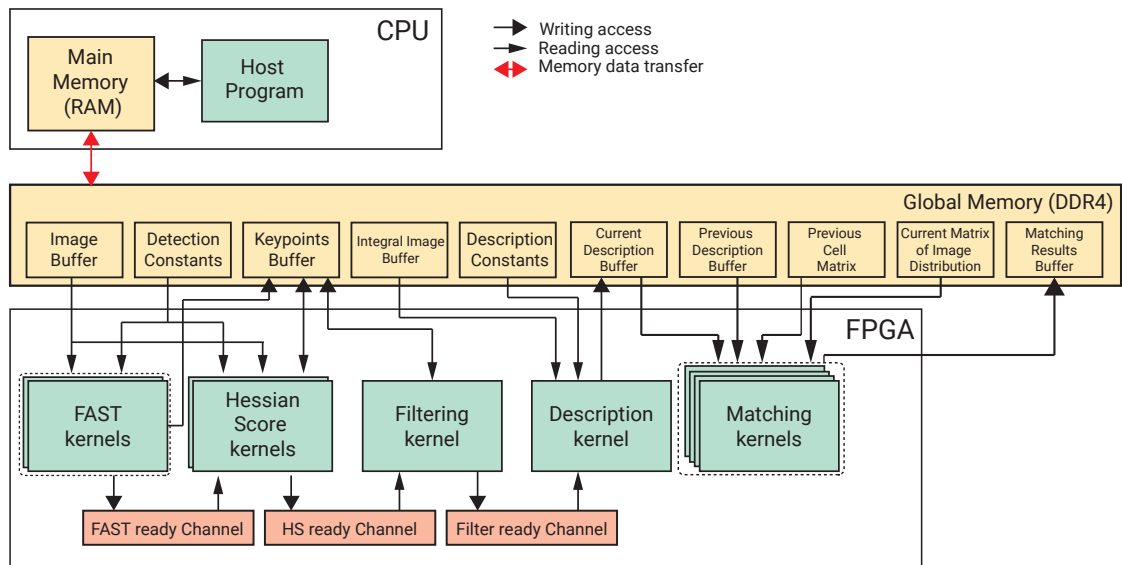 CPU
Main
Memory
(RAM)
Host
Program
Writing access
Reading access
Memory data transfer
Global Memory (DDR4)
Image
Buffer
Detection
Constants
Keypoints
Buffer
Integral Image
Buffer
Description
Constants
Current
Description
Buffer
Previous
Description
Buffer
Previous
Cell
Matrix
Current Matrix
of Image
Distribution
Matching
Results
Buffer
FPGA
FAST
kernels
Hessian
Score
kernels
Filtering
kernel
Description
kernel
Matching
kernels
FAST ready Channel
HS ready Channel
Filter ready Channel